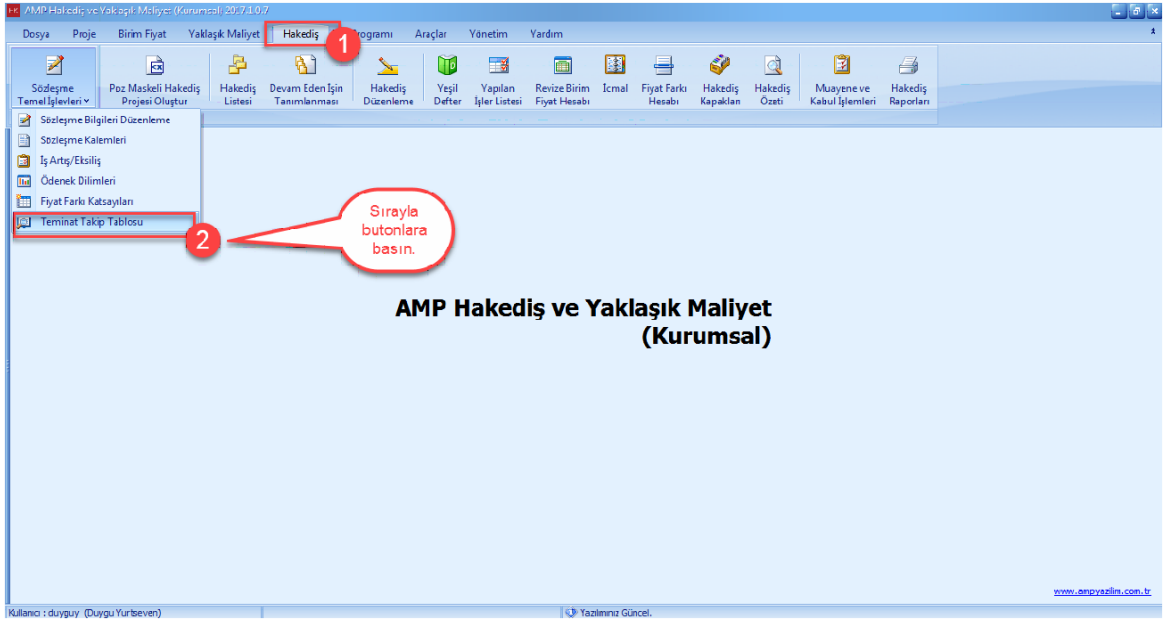 AMP Hakediş ve Yaklaşık Maliyet (Kurumsal) 2017.1.0.7
Dosya Proje Birim Fiyat Yaklaşık Maliyet Hakediş 1 rogramı Araçlar Yönetim Yardım
Sözleşme Poz Maskeli Hakediş Hakediş Devam Eden İşin Hakediş Yeşil Yapılan Revize Birim İcmal Fiyat Farkı Hakediş Hakediş Muayene ve Hakediş
Temel İşlevleri Projesi Oluştur Listesi Tanımlanması Düzenleme Defter İşler Listesi Fiyat Hesabı Hesabı Kapakları Özeti Kabul İşlemleri Raporları
Sözleşme Bilgileri Düzenleme
Sözleşme Kalemleri
İş Artış/Eksiliş
Ödenek Dilimleri
Fiyat Farkı Katsayıları
Teminat Takip Tablosu
2
Sırayla
butonlara
basın.
AMP Hakediş ve Yaklaşık Maliyet
(Kurumsal)
www.ampyazilim.com.tr
Kullanıcı : duyguy (Duygu Yurtseven) Yazılımınız Güncel.